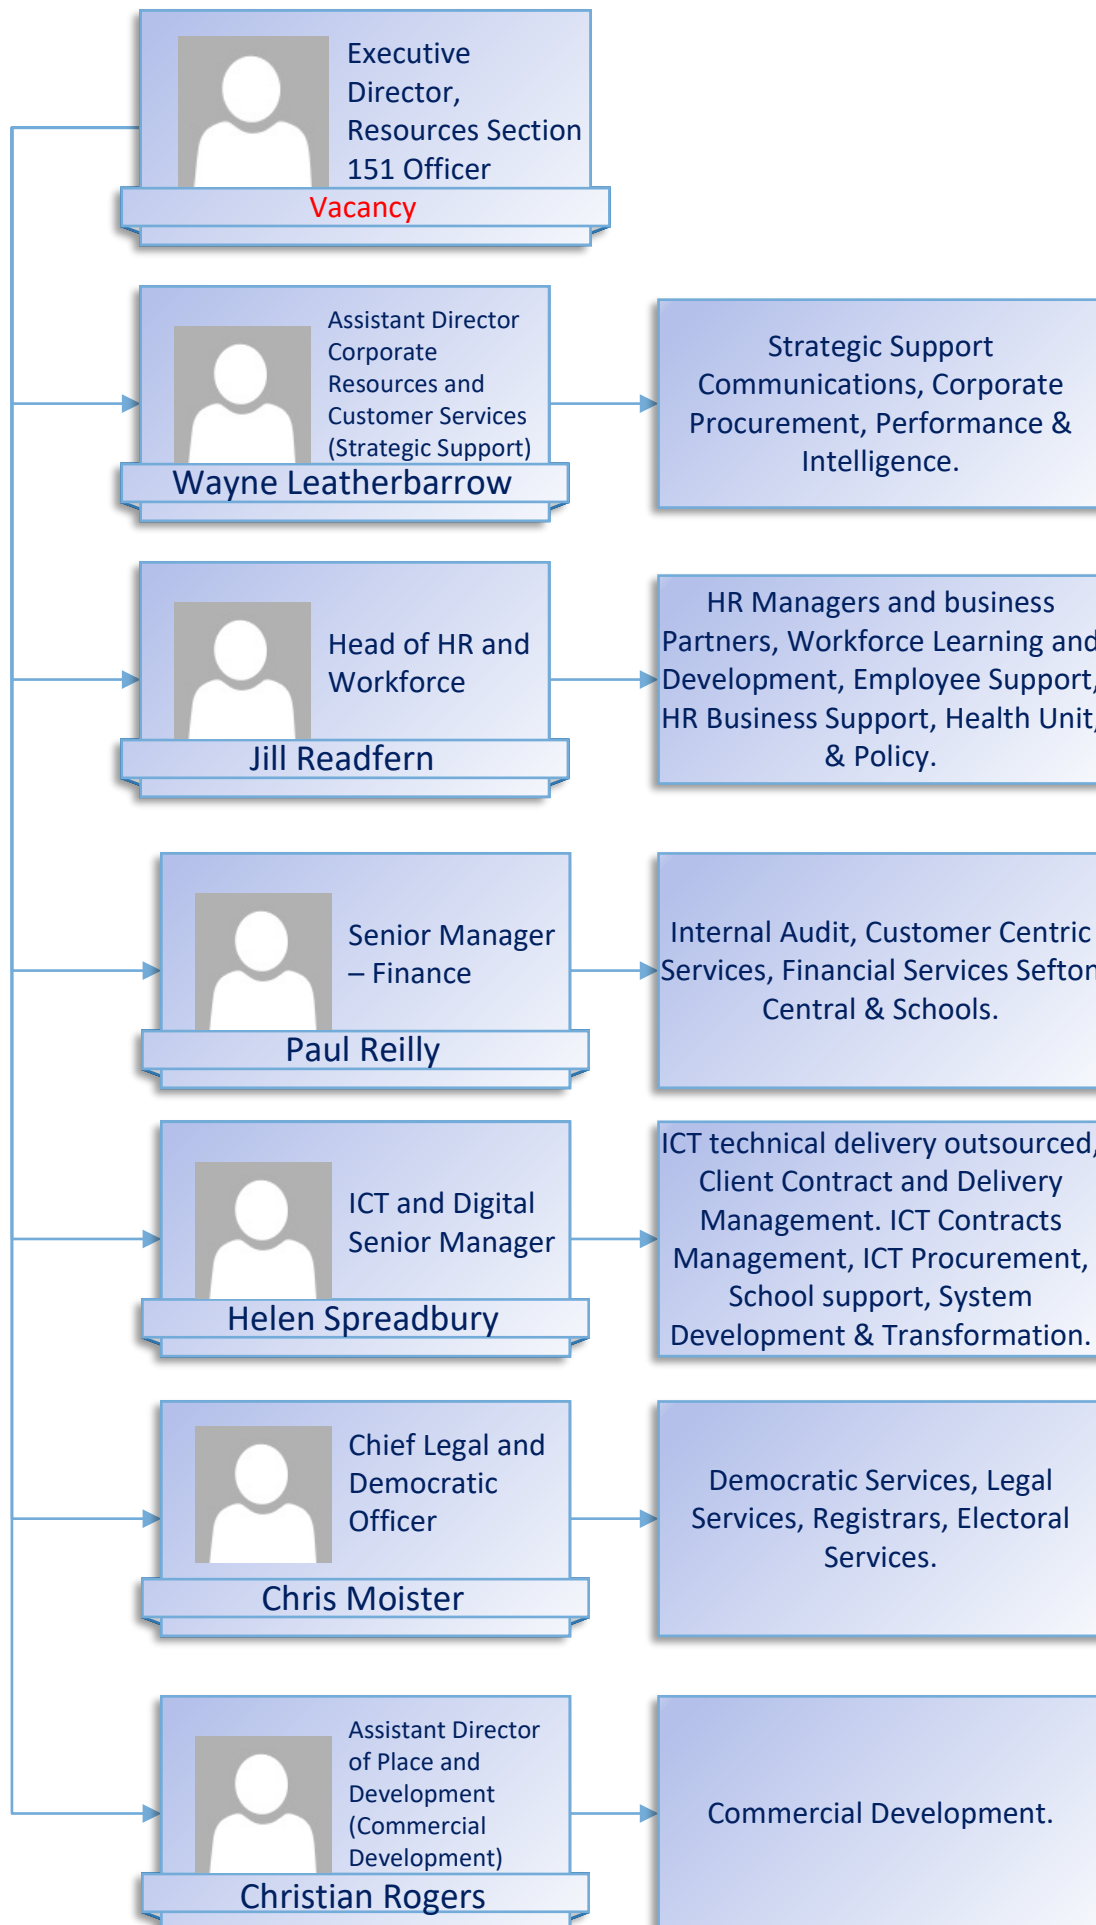 Executive
Director,
Resources Section
151 Officer
Vacancy
Assistant Director
Corporate
Resources and
Customer Services
(Strategic Support)
Wayne Leatherbarrow
Strategic Support
Communications, Corporate
Procurement, Performance &
Intelligence.
Head of HR and
Workforce
Jill Readfern
HR Managers and business
Partners, Workforce Learning and
Development, Employee Support,
HR Business Support, Health Unit,
& Policy.
Senior Manager
– Finance
Paul Reilly
Internal Audit, Customer Centric
Services, Financial Services Sefton
Central & Schools.
ICT and Digital
Senior Manager
Helen Spreadbury
ICT technical delivery outsourced,
Client Contract and Delivery
Management. ICT Contracts
Management, ICT Procurement,
School support, System
Development & Transformation.
Chief Legal and
Democratic
Officer
Chris Moister
Democratic Services, Legal
Services, Registrars, Electoral
Services.
Assistant Director
of Place and
Development
(Commercial
Development)
Christian Rogers
Commercial Development.